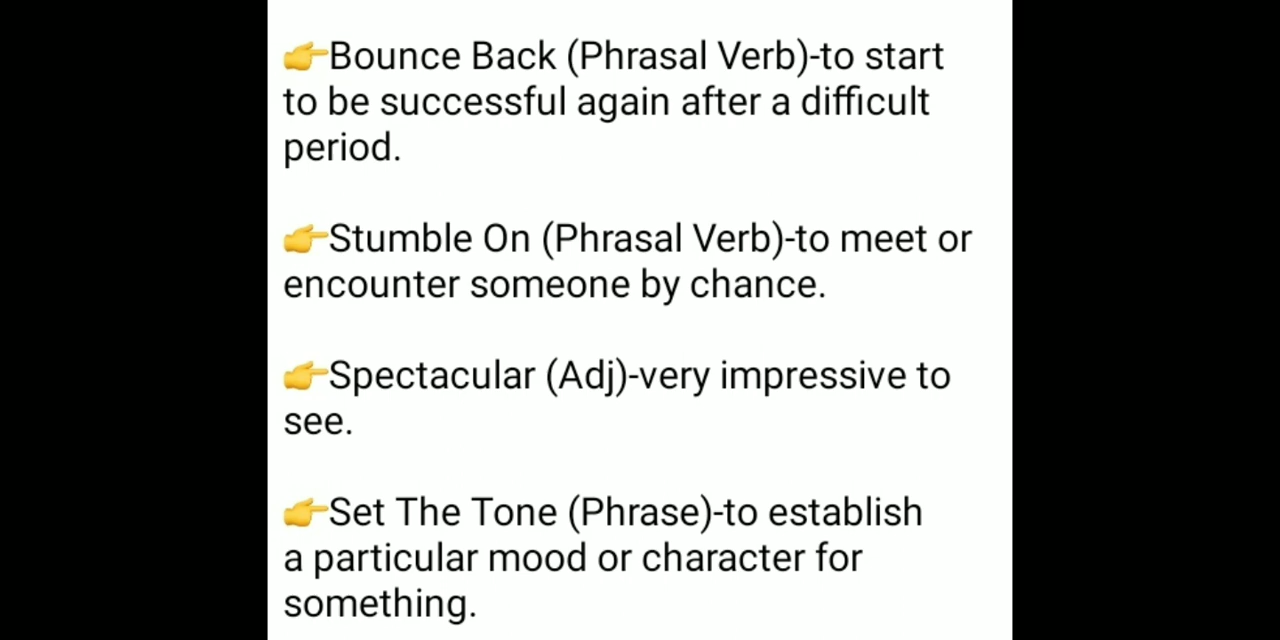 👉Bounce Back (Phrasal Verb)-to start
to be successful again after a difficult
period.
👉Stumble On (Phrasal Verb)-to meet or
encounter someone by chance.
👉Spectacular (Adj)-very impressive to
see.
👉Set The Tone (Phrase)-to establish
a particular mood or character for
something.